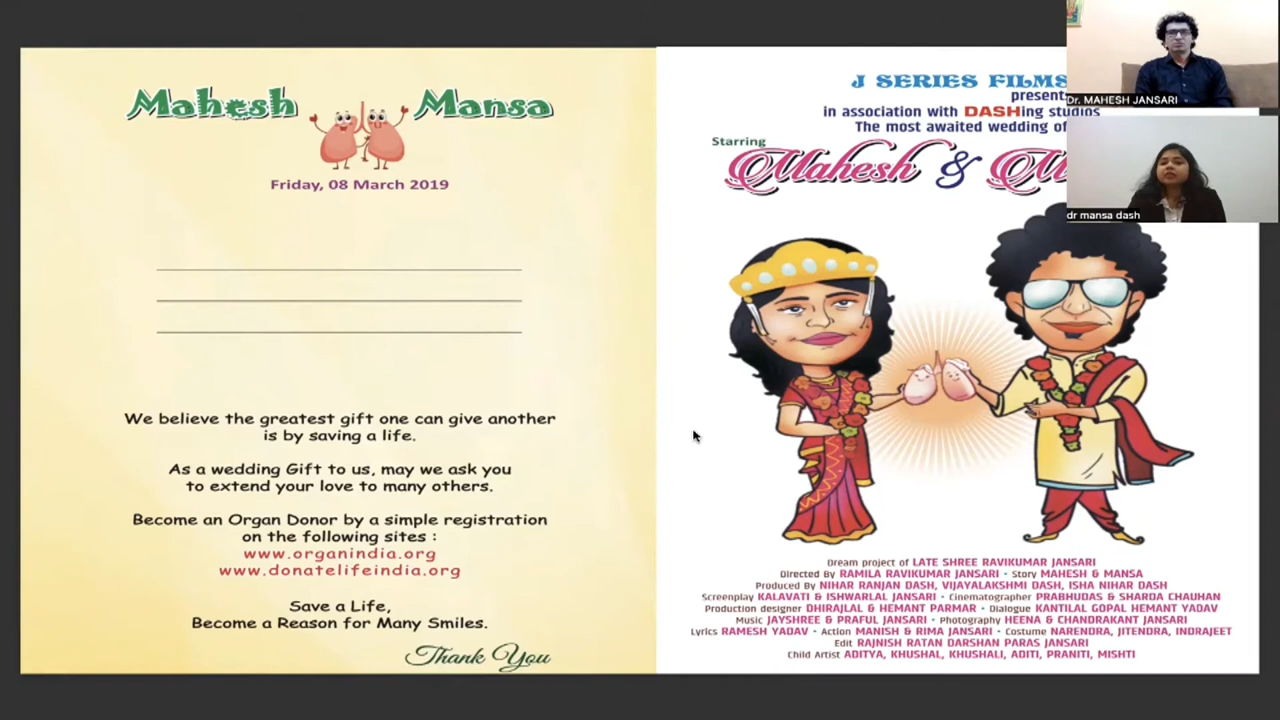 Mahesh Mansa
Friday, 08 March 2019
We believe the greatest gift one can give another
is by saving a life.
As a wedding Gift to us, may we ask you
to extend your love to many others.
Become an Organ Donor by a simple registration
on the following sites :
www.organindia.org
www.donatelifeindia.org
Save a Life,
Become a Reason for Many Smiles.
Thank You
J SERIES FILMS
present
in association with DASHing studios
The most awaited wedding of
Starring
Mahesh & M
Dream project of LATE SHREE RAVIKUMAR JANSARI
Directed By RAMILA RAVIKUMAR JANSARI • Story MAHESH & MANSA
Produced By NIHAR RANJAN DASH, VIJAYALAKSHMI DASH, ISHA NIHAR DASH
Screenplay KALAVATI & ISHWARLAL JANSARI • Cinematographer PRABHUDAS & SHARDA CHAUHAN
Production designer DHIRAJLAL & HEMANT PARMAR • Dialogue KANTILAL GOPAL HEMANT YADAV
Music JAYSHREE & PRAFUL JANSARI • Photography HEENA & CHANDRAKANT JANSARI
Lyrics RAMESH YADAV • Action MANISH & RIMA JANSARI • Costume NARENDRA, JITENDRA, INDRAJEET
Edit RAJNISH RATAN DARSHAN PARAS JANSARI
Child Artist ADITYA, KHUSHAL, KHUSHALI, ADITI, PRANITI, MISHTI
Dr. MAHESH JANSARI
dr mansa dash